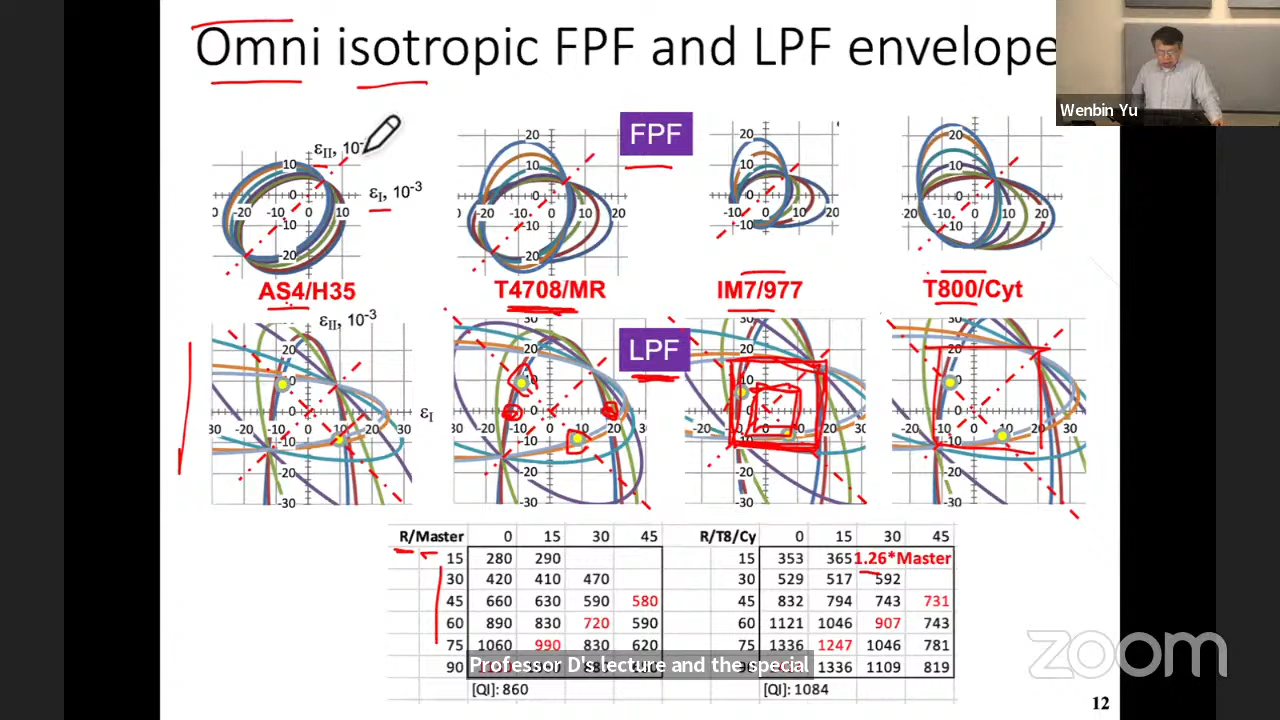 Omni isotropic FPF and LPF envelope
Wenbin Yu
FPF
εII, 10-
εI, 10-3
AS4/H35
T4708/MR
IM7/977
T800/Cyt
εII, 10-3
LPF
εI
R/Master 0 15 30 45
15 280 290
30 420 410 470
45 660 630 590 580
60 890 830 720 590
75 1060 990 830 620
[QI]: 860
R/T8/Cy 0 15 30 45
15 353 365 1.26*Master
30 529 517 592
45 832 794 743 731
60 1121 1046 907 743
75 1336 1247 1046 781
1336 1109 819
[QI]: 1084
Professor D's lecture and the special
zoom
12